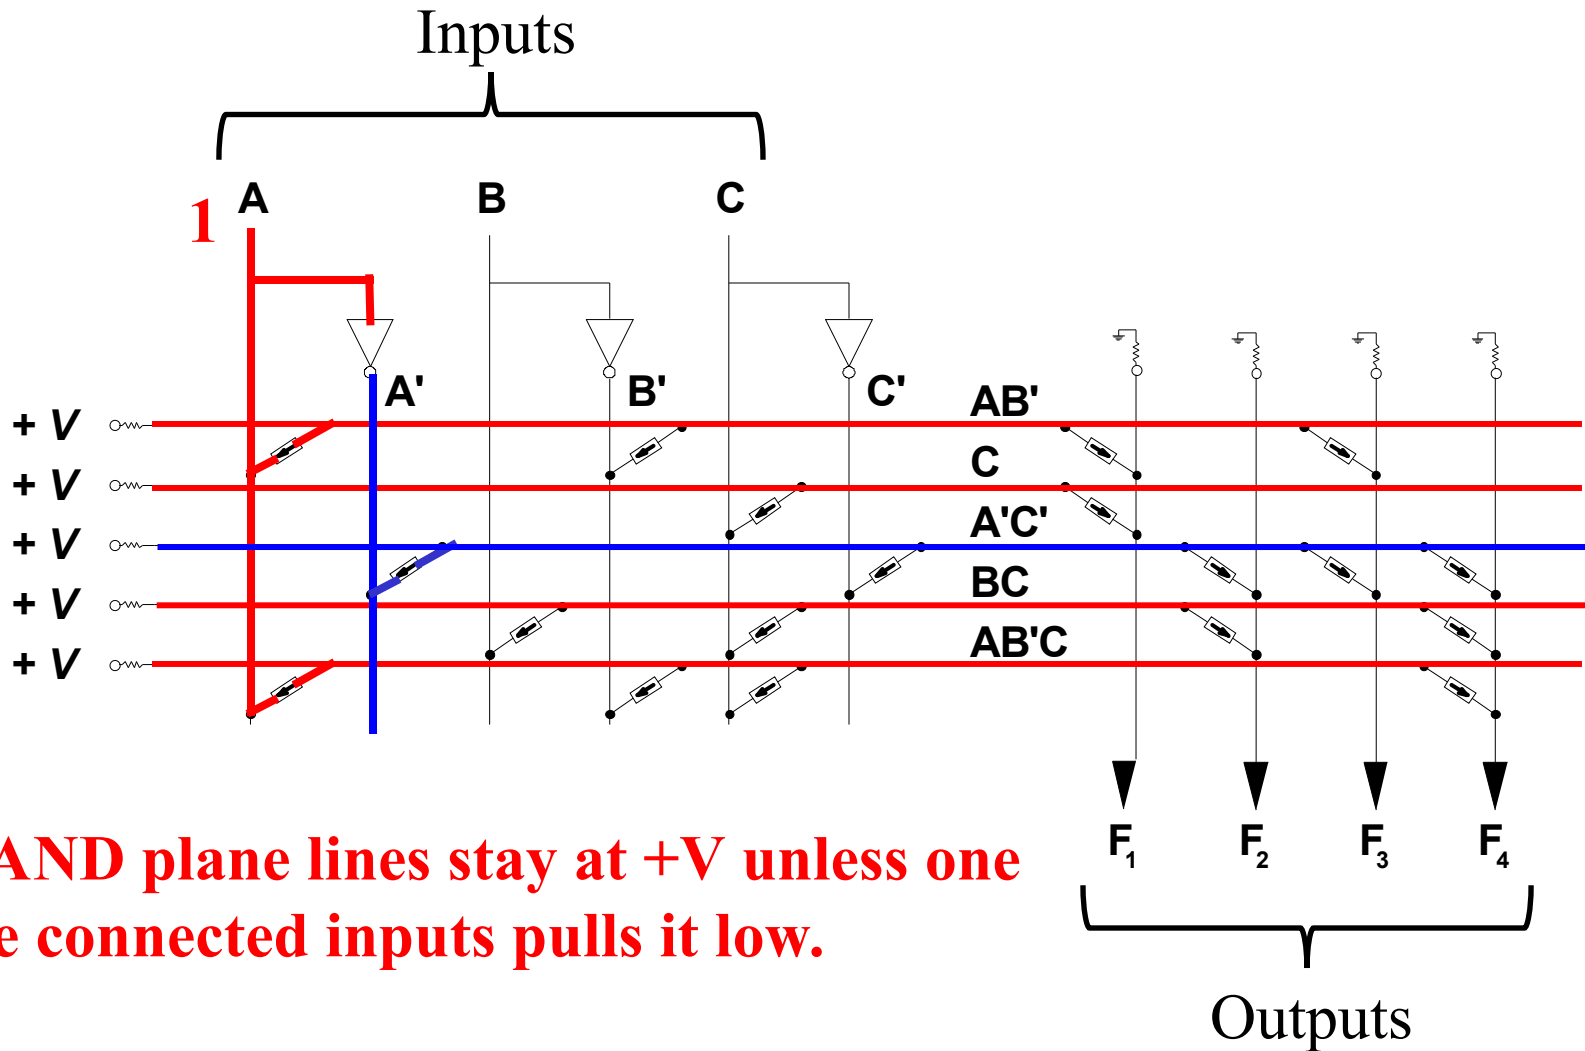 Inputs
1 A B C
A' B' C'
+ V AB'
+ V C
+ V A'C'
+ V BC
+ V AB'C
F1 F2 F3 F4
AND plane lines stay at +V unless one
e connected inputs pulls it low.
Outputs